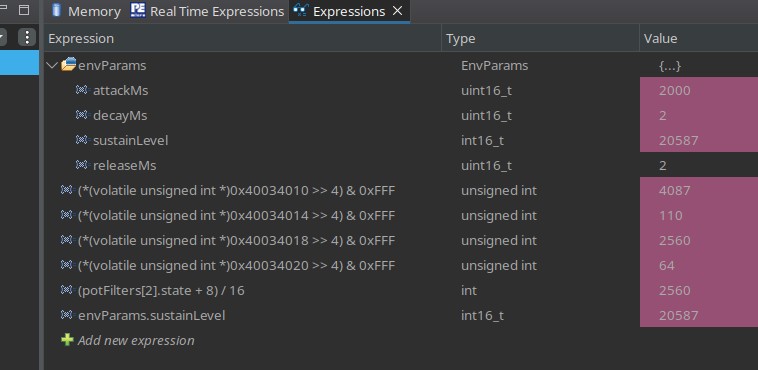 Memory Real Time Expressions Expressions
Expression Type Value
envParams EnvParams {...}
attackMs uint16_t 2000
decayMs uint16_t 2
sustainLevel int16_t 20587
releaseMs uint16_t 2
(*(volatile unsigned int *)0x40034010 >> 4) & 0xFFF unsigned int 4087
(*(volatile unsigned int *)0x40034014 >> 4) & 0xFFF unsigned int 110
(*(volatile unsigned int *)0x40034018 >> 4) & 0xFFF unsigned int 2560
(*(volatile unsigned int *)0x40034020 >> 4) & 0xFFF unsigned int 64
(potFilters[2].state + 8) / 16 int 2560
envParams.sustainLevel int16_t 20587
Add new expression